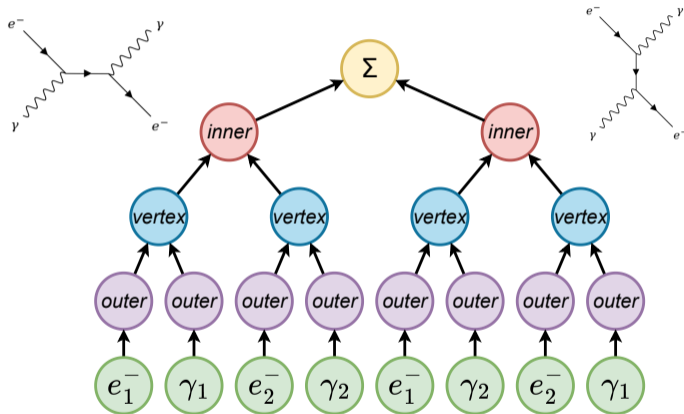 e⁻ γ e⁻
γ Σ
γ e⁻ γ e⁻
inner inner
vertex vertex vertex vertex
outer outer outer outer outer outer outer outer
e₁⁻ γ₁ e₂⁻ γ₂ e₁⁻ γ₂ e₂⁻ γ₁